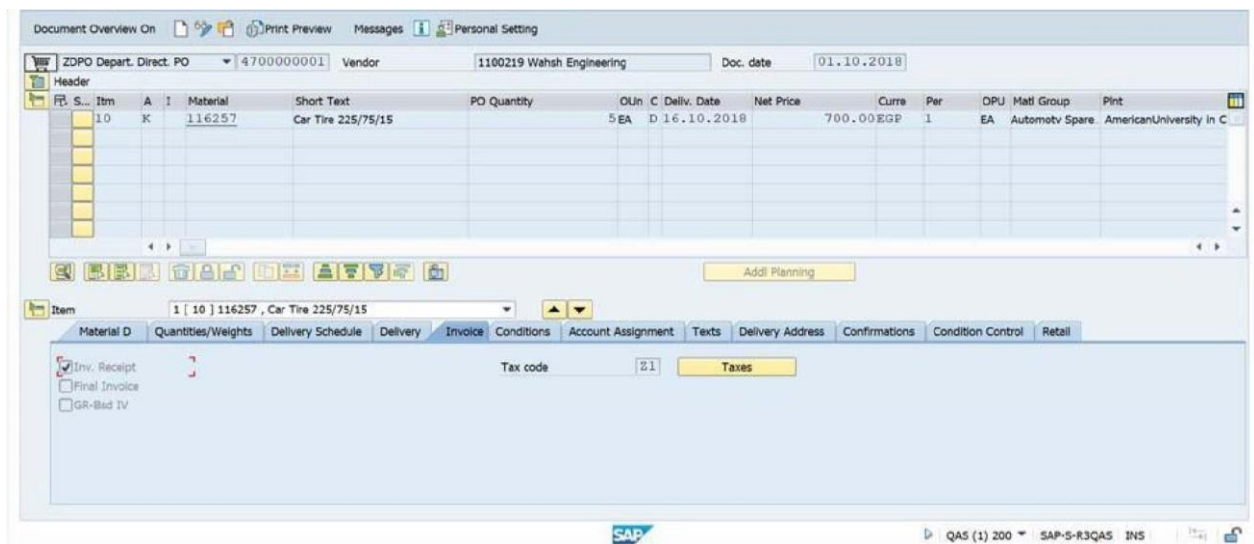 Document Overview On Print Preview Messages Personal Setting
ZDPO Depart. Direct. PO 4700000001 Vendor 1100219 Wahsh Engineering Doc. date 01.10.2018
Header
S... Itm A I Material Short Text PO Quantity OUn C Deliv. Date Net Price Curre Per OPU Matl Group Plnt
10 K 116257 Car Tire 225/75/15 5 EA D 16.10.2018 700.00 EGP 1 EA Automotv Spare. AmericanUniversity in C
Addl Planning
Item 1 [ 10 ] 116257 , Car Tire 225/75/15
Material D Quantities/Weights Delivery Schedule Delivery Invoice Conditions Account Assignment Texts Delivery Address Confirmations Condition Control Retail
Inv. Receipt Tax code Z1 Taxes
Final Invoice
GR-Bsd IV
SAP QAS (1) 200 SAP-S-R3QAS INS